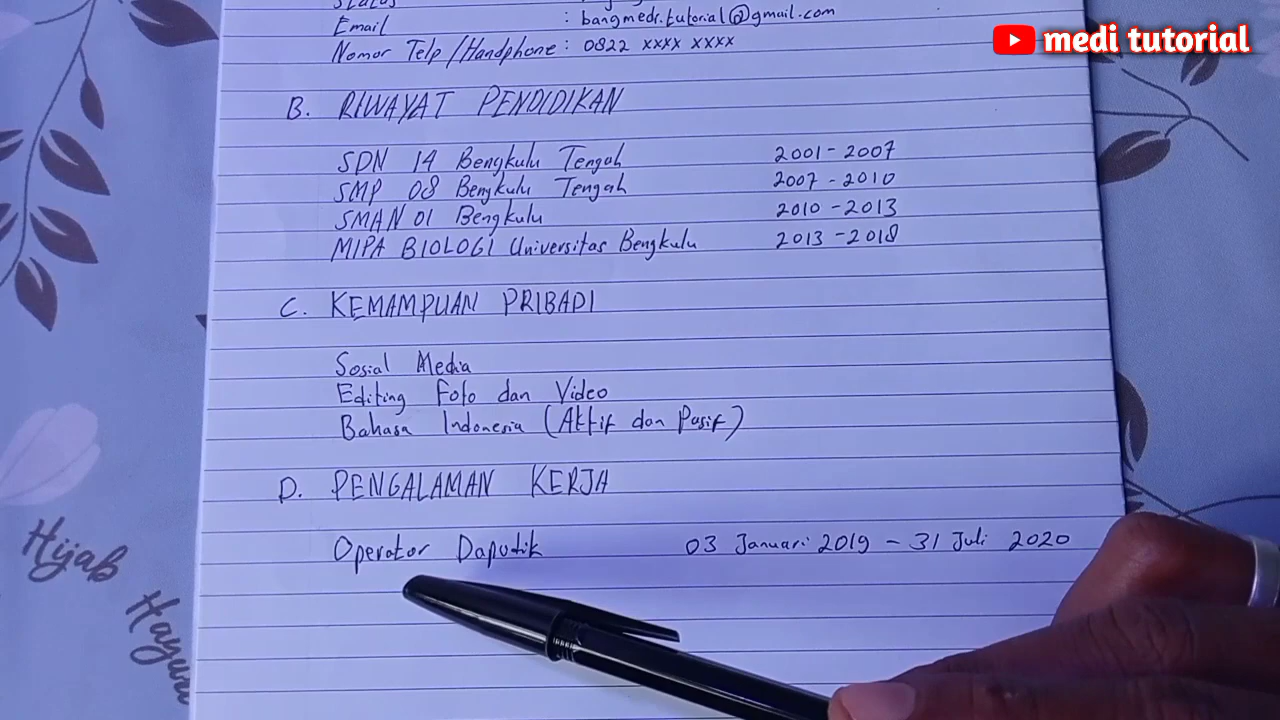 medi tutorial
Status
Email : bangmedi.tutorial@gmail.com
Nomor Telp/Handphone : 0822 xxxx xxxx
B. RIWAYAT PENDIDIKAN
SDN 14 Bengkulu Tengah 2001 - 2007
SMP 08 Bengkulu Tengah 2007 - 2010
SMAN 01 Bengkulu 2010 - 2013
MIPA BIOLOGI Universitas Bengkulu 2013 - 2018
C. KEMAMPUAN PRIBADI
Sosial Media
Editing Foto dan Video
Bahasa Indonesia (Aktif dan Pasif)
D. PENGALAMAN KERJA
Operator Dapodik 03 Januari 2019 - 31 Juli 2020
Hijab